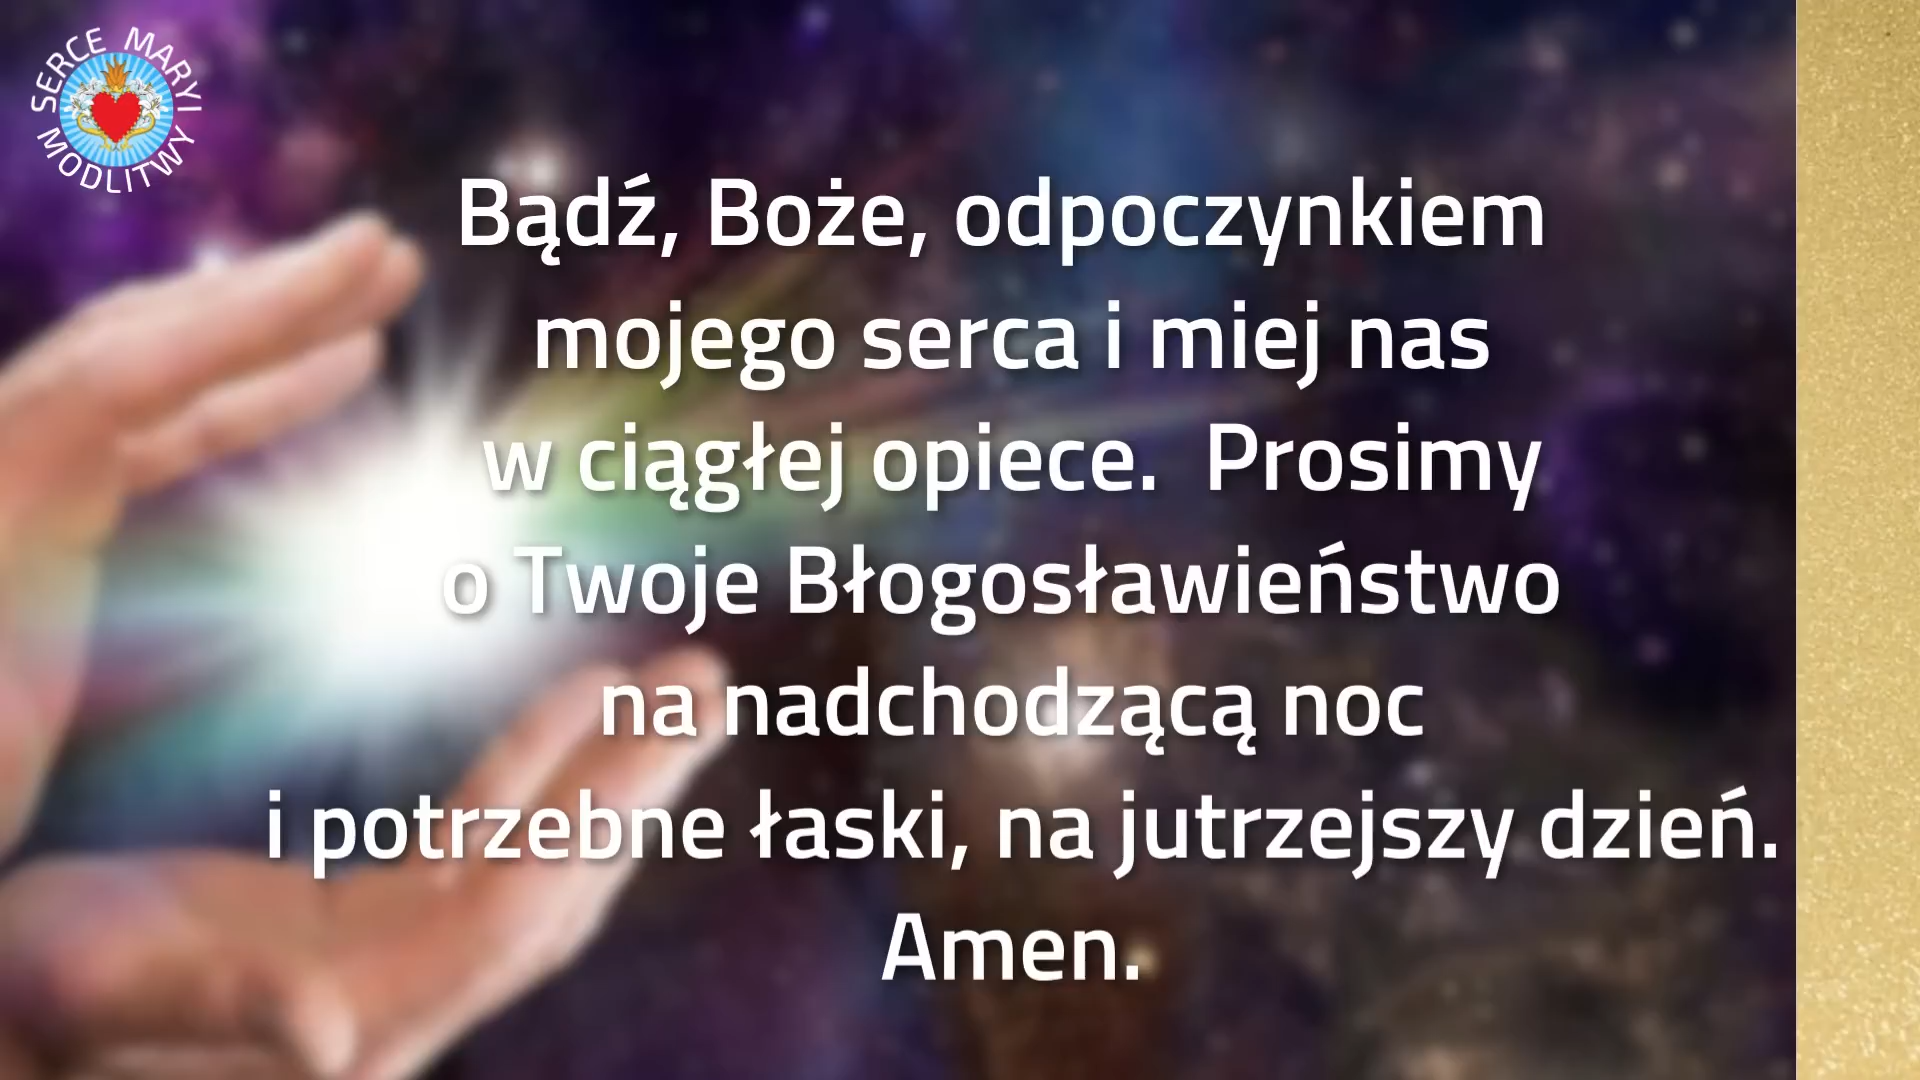 SERCE MARYI
MODLITWY
Bądź, Boże, odpoczynkiem
mojego serca i miej nas
w ciągłej opiece.  Prosimy
o Twoje Błogosławieństwo
na nadchodzącą noc
i potrzebne łaski, na jutrzejszy dzień.
Amen.